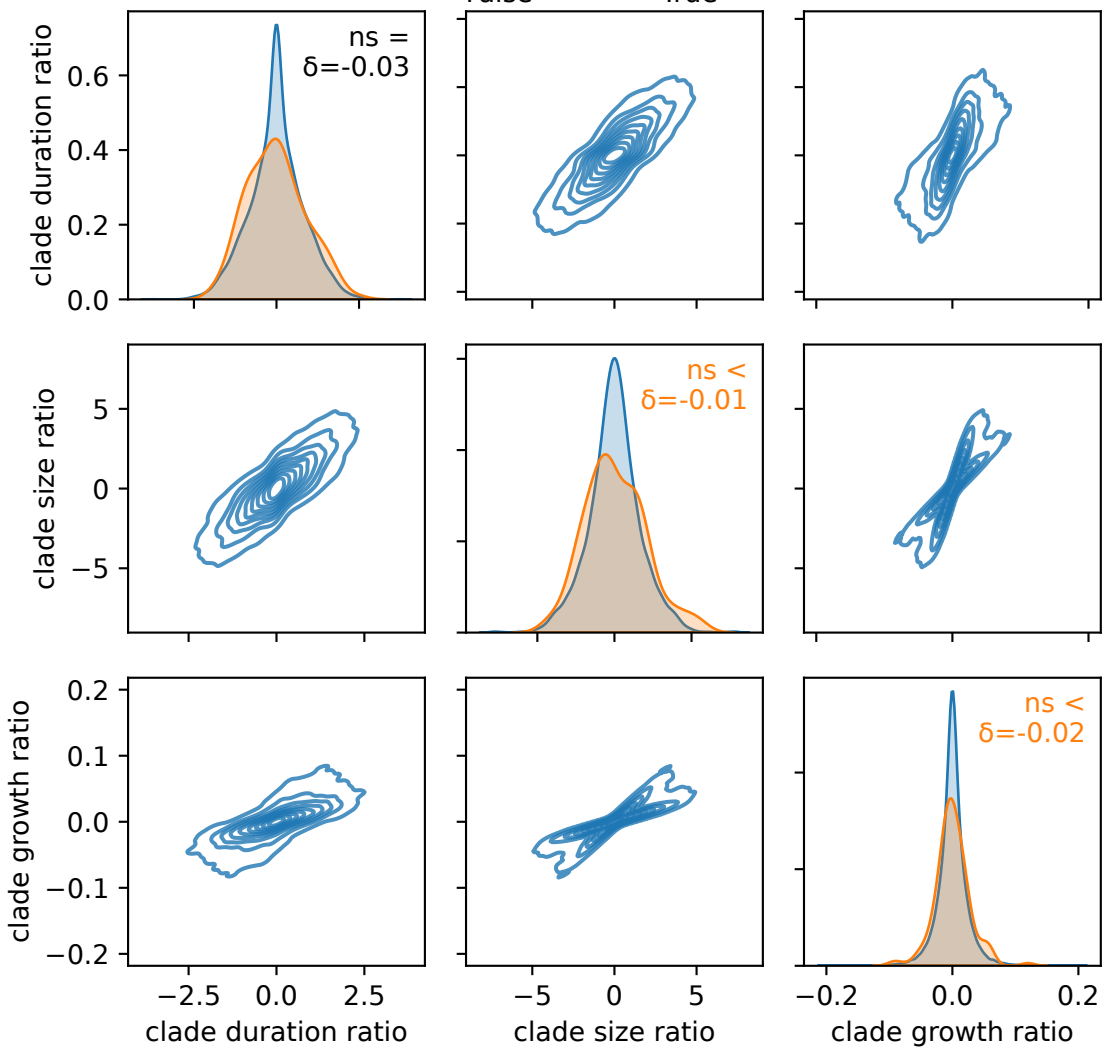 ns =
δ=-0.03
clade duration ratio
0.6
0.4
0.2
0.0
ns <
δ=-0.01
clade size ratio
5
0
−5
ns <
δ=-0.02
clade growth ratio
0.2
0.1
0.0
−0.1
−0.2
−2.5 0.0 2.5
−5 0 5
−0.2 0.0 0.2
clade duration ratio
clade size ratio
clade growth ratio